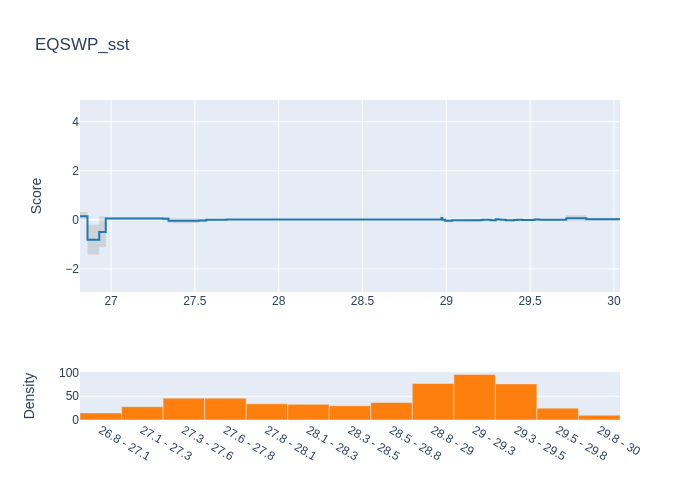 EQSWP_sst
Score
4
2
0
−2
27
27.5
28
28.5
29
29.5
30
Density
100
50
0
26.8 - 27.1
27.1 - 27.3
27.3 - 27.6
27.6 - 27.8
27.8 - 28.1
28.1 - 28.3
28.3 - 28.5
28.5 - 28.8
28.8 - 29
29 - 29.3
29.3 - 29.5
29.5 - 29.8
29.8 - 30